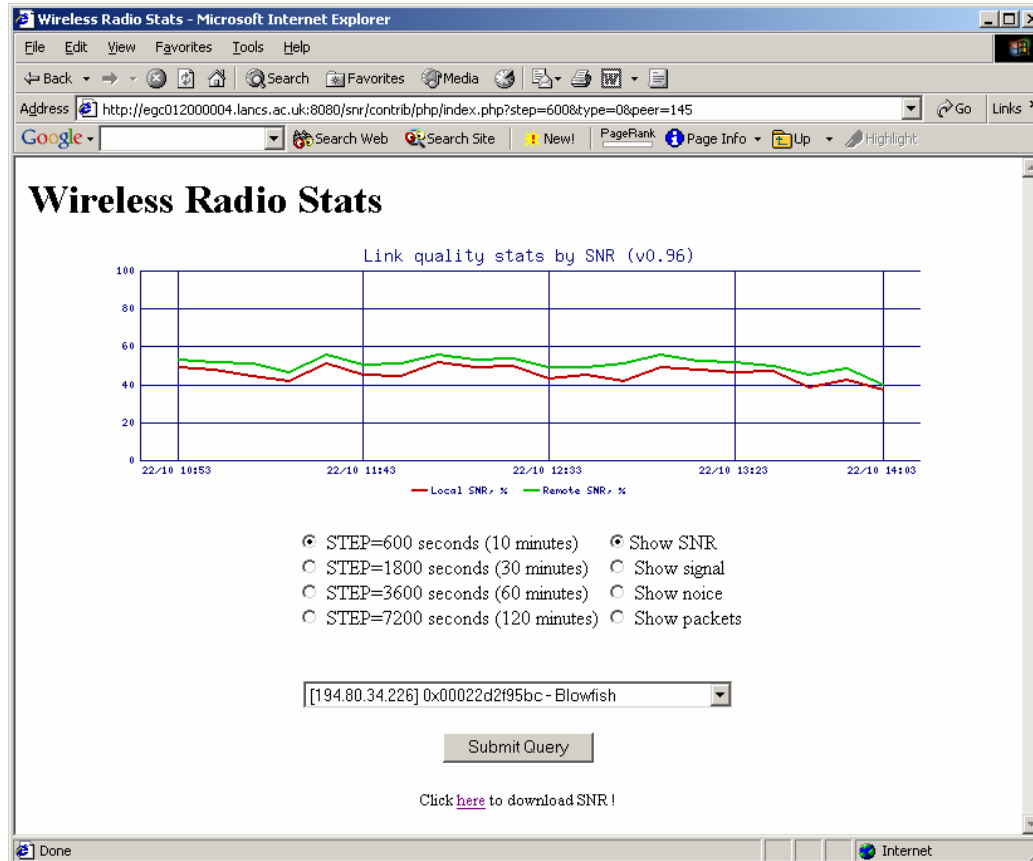 Wireless Radio Stats - Microsoft Internet Explorer
File Edit View Favorites Tools Help
Back Search Favorites Media
Address http://egc012000004.lancs.ac.uk:8080/snr/contrib/php/index.php?step=600&type=0&peer=145 Go Links
Google Search Web Search Site New! PageRank Page Info Up Highlight
Wireless Radio Stats
Link quality stats by SNR (v0.96)
100
80
60
40
20
0
22/10 10:53 22/10 11:43 22/10 12:33 22/10 13:23 22/10 14:03
Local SNR, % Remote SNR, %
STEP=600 seconds (10 minutes) Show SNR
STEP=1800 seconds (30 minutes) Show signal
STEP=3600 seconds (60 minutes) Show noice
STEP=7200 seconds (120 minutes) Show packets
[194.80.34.226] 0x00022d2f95bc - Blowfish
Submit Query
Click here to download SNR !
Done Internet